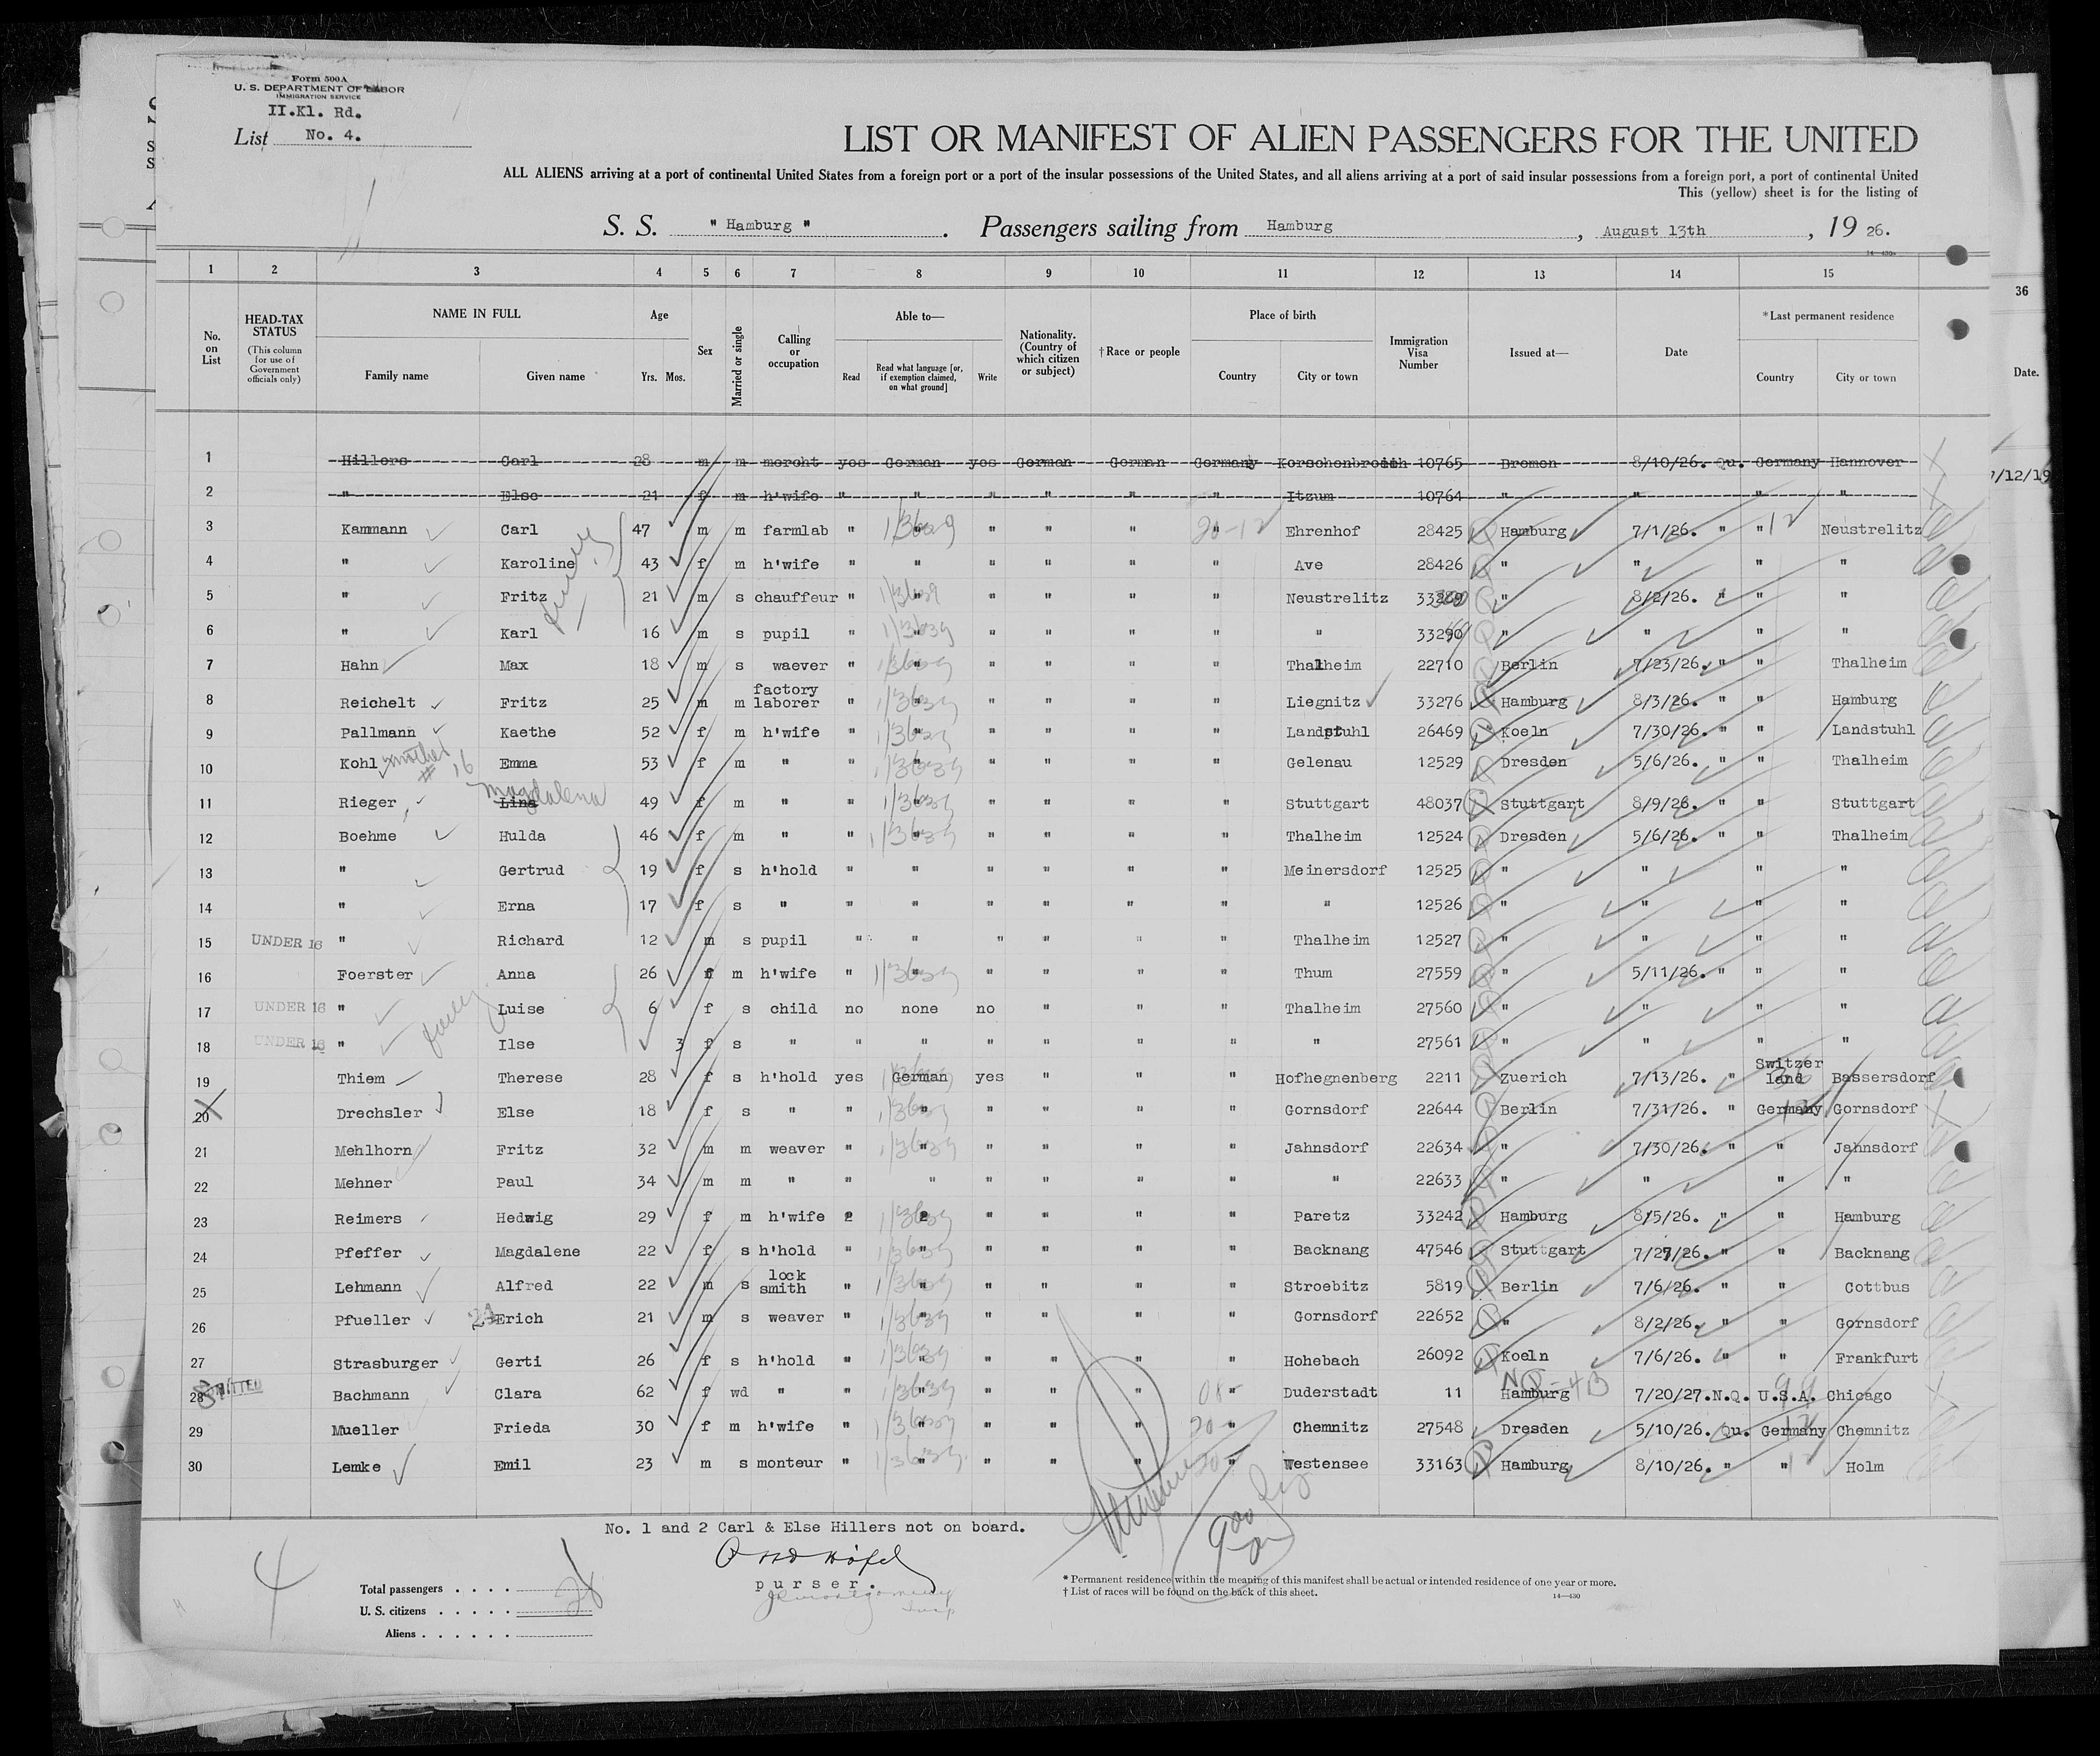 Form 500A
U. S. DEPARTMENT OF LABOR
IMMIGRATION SERVICE
II.Kl. Rd.
List No. 4.
LIST OR MANIFEST OF ALIEN PASSENGERS FOR THE UNITED
ALL ALIENS arriving at a port of continental United States from a foreign port or a port of the insular possessions of the United States, and all aliens arriving at a port of said insular possessions from a foreign port, a port of continental United
This (yellow) sheet is for the listing of
S. S. " Hamburg " . Passengers sailing from Hamburg , August 13th , 19 26.
14—430a
1 2 3 4 5 6 7 8 9 10 11 12 13 14 15
36
No. on List
HEAD-TAX STATUS (This column for use of Government officials only)
NAME IN FULL Family name Given name
Age Yrs. Mos.
Sex
Married or single
Calling or occupation
Able to— Read Read what language [or, if exemption claimed, on what ground] Write
Nationality. (Country of which citizen or subject)
† Race or people
Place of birth Country City or town
Immigration Visa Number
Issued at—
Date
*Last permanent residence Country City or town
Date.
1 Hillers Carl 28 m m mercht yes German yes German German Germany Korschenbroich 10765 Bremen 8/10/26. Qu. Germany Hannover
2 " Else 21 f m h'wife " " " " " " Itzum 10764 " " " "
7/12/19
3 Kammann Carl 47 m m farmlab " " " " " " Ehrenhof 28425 Hamburg 7/1/26. " " 12 Neustrelitz
4 " Karoline 43 f m h'wife " " " " " " Ave 28426 " " " "
5 " Fritz 21 m s chauffeur " " " " " " Neustrelitz 33289 " 8/2/26. " " "
6 " Karl 16 m s pupil " " " " " " " 33290 " " " "
family
7 Hahn Max 18 m s waever " " " " " " Thalheim 22710 Berlin 7/23/26. " " Thalheim
8 Reichelt Fritz 25 m m factory laborer " " " " " " Liegnitz 33276 Hamburg 8/3/26. " " Hamburg
9 Pallmann Kaethe 52 f m h'wife " " " " " " Landstuhl 26469 Koeln 7/30/26. " " Landstuhl
10 Kohl mother # 16 Emma 53 f m " " " " " " " Gelenau 12529 Dresden 5/6/26. " " Thalheim
11 Rieger Lina Magdalena 49 f m " " " " " " " Stuttgart 48037 Stuttgart 8/9/26. " " Stuttgart
12 Boehme Hulda 46 f m " " " " " " " Thalheim 12524 Dresden 5/6/26. " " Thalheim
13 " Gertrud 19 f s h'hold " " " " " " Meinersdorf 12525 " " " "
14 " Erna 17 f s " " " " " " " " 12526 " " " "
15 UNDER 16 " Richard 12 m s pupil " " " " " " Thalheim 12527 " " " "
16 Foerster Anna 26 f m h'wife " " " " " " Thum 27559 " 5/11/26. " " "
17 UNDER 16 " Luise 6 f s child no none no " " " Thalheim 27560 " " " "
18 UNDER 16 " Ilse 3 f s " " " " " " " " 27561 " " " "
family
19 Thiem Therese 28 f s h'hold yes German yes " " " Hofhegnenberg 2211 Zuerich 7/13/26. " Switzer land Bassersdorf
20 Drechsler Else 18 f s " " " " " " " Gornsdorf 22644 Berlin 7/31/26. " Germany Gornsdorf
21 Mehlhorn Fritz 32 m m weaver " " " " " " Jahnsdorf 22634 " 7/30/26. " " Jahnsdorf
22 Mehner Paul 34 m m " " " " " " " " 22633 " " " "
23 Reimers Hedwig 29 f m h'wife " " " " " " Paretz 33242 Hamburg 8/5/26. " " Hamburg
24 Pfeffer Magdalene 22 f s h'hold " " " " " " Backnang 47546 Stuttgart 7/27/26. " " Backnang
25 Lehmann Alfred 22 m s lock smith " " " " " " Stroebitz 5819 Berlin 7/6/26. " " Cottbus
26 Pfueller Erich 21 m s weaver " " " " " " Gornsdorf 22652 " 8/2/26. " " Gornsdorf
27 Strasburger Gerti 26 f s h'hold " " " " " " Hohebach 26092 Koeln 7/6/26. " " Frankfurt
28 Bachmann Clara 62 f wd " " " " " " " Duderstadt 11 Hamburg 7/20/27. N.Q. U.S.A. Chicago
29 Mueller Frieda 30 f m h'wife " " " " " " Chemnitz 27548 Dresden 5/10/26. Qu. Germany Chemnitz
30 Lemke Emil 23 m s monteur " " " " " " Westensee 33163 Hamburg 8/10/26. " " Holm
No. 1 and 2 Carl & Else Hillers not on board.
purser.
4
Total passengers . . . .
U. S. citizens . . . . .
Aliens . . . . . .
* Permanent residence within the meaning of this manifest shall be actual or intended residence of one year or more.
† List of races will be found on the back of this sheet.
14—430